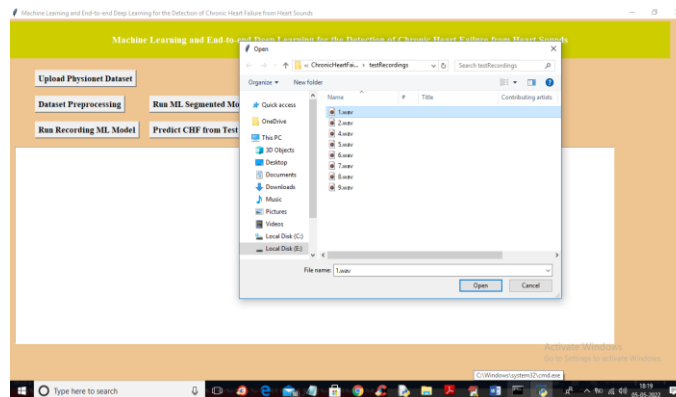 Machine Learning and End-to-end Deep Learning for the Detection of Chronic Heart Failure from Heart Sounds
Machine Learning and End-to-end Deep Learning for the Detection of Chronic Heart Failure from Heart Sounds
Upload Physionet Dataset
Dataset Preprocessing
Run ML Segmented Mo
Run Recording ML Model
Predict CHF from Test
Open
« ChronicHeartFai... › testRecordings
Search testRecordings
Organize
New folder
Quick access
OneDrive
This PC
3D Objects
Desktop
Documents
Downloads
Music
Pictures
Videos
Local Disk (C:)
Local Disk (E:)
Name
#
Title
Contributing artists
1.wav
2.wav
4.wav
5.wav
6.wav
7.wav
8.wav
9.wav
File name:
1.wav
Open
Cancel
Activate Windows
Go to Settings to activate Windows.
C:\Windows\system32\cmd.exe
Type here to search
18:19
05-05-2022